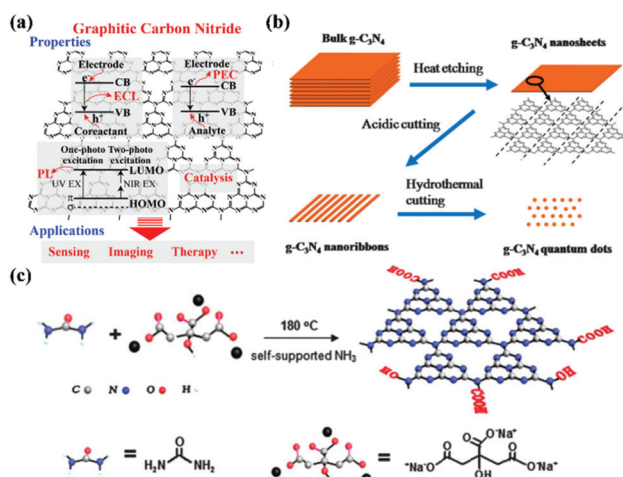 (a)
Graphitic Carbon Nitride
Properties
Electrode
Electrode
e⁻
CB
e⁻
PEC
CB
ECL
VB
VB
h⁺
h⁺
Coreactant
Analyte
One-photo
excitation
Two-photo
excitation
PL
LUMO
UV EX
NIR EX
Catalysis
π
HOMO
σ
Applications
Sensing Imaging Therapy ···
(b)
Bulk g-C₃N₄
g-C₃N₄ nanosheets
Heat etching
Acidic cutting
Hydrothermal
cutting
g-C₃N₄ nanoribbons
g-C₃N₄ quantum dots
(c)
+
180 °C
self-supported NH₃
COOH
COOH
COOH
COOH
OH
OH
COOH
C N O H
=
O
H₂N NH₂
=
O⁻Na⁺
O
O
O
⁺Na⁻O
O⁻Na⁺
OH